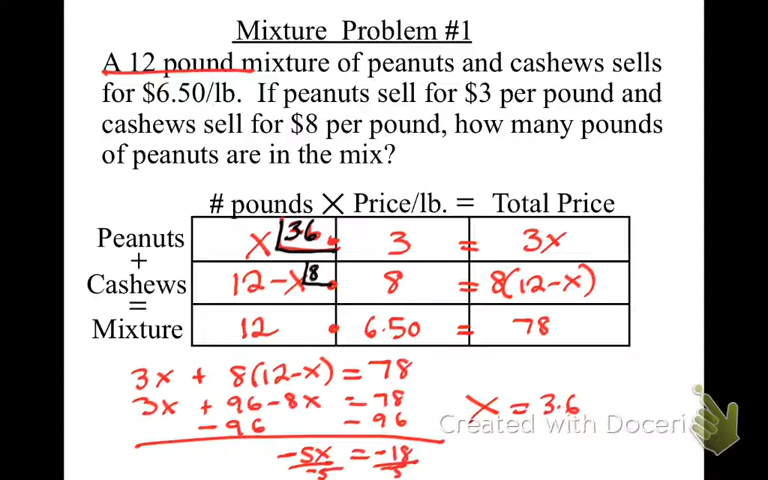 Mixture Problem #1
A 12 pound mixture of peanuts and cashews sells
for $6.50/lb. If peanuts sell for $3 per pound and
cashews sell for $8 per pound, how many pounds
of peanuts are in the mix?
# pounds × Price/lb. = Total Price
Peanuts x 3.6 · 3 = 3x
+
Cashews 12-x 8 · 8 = 8(12-x)
=
Mixture 12 · 6.50 = 78
3x + 8(12-x) = 78
3x + 96-8x = 78
-96 -96
x = 3.6
Created with Doceri
-5x = -18
-5